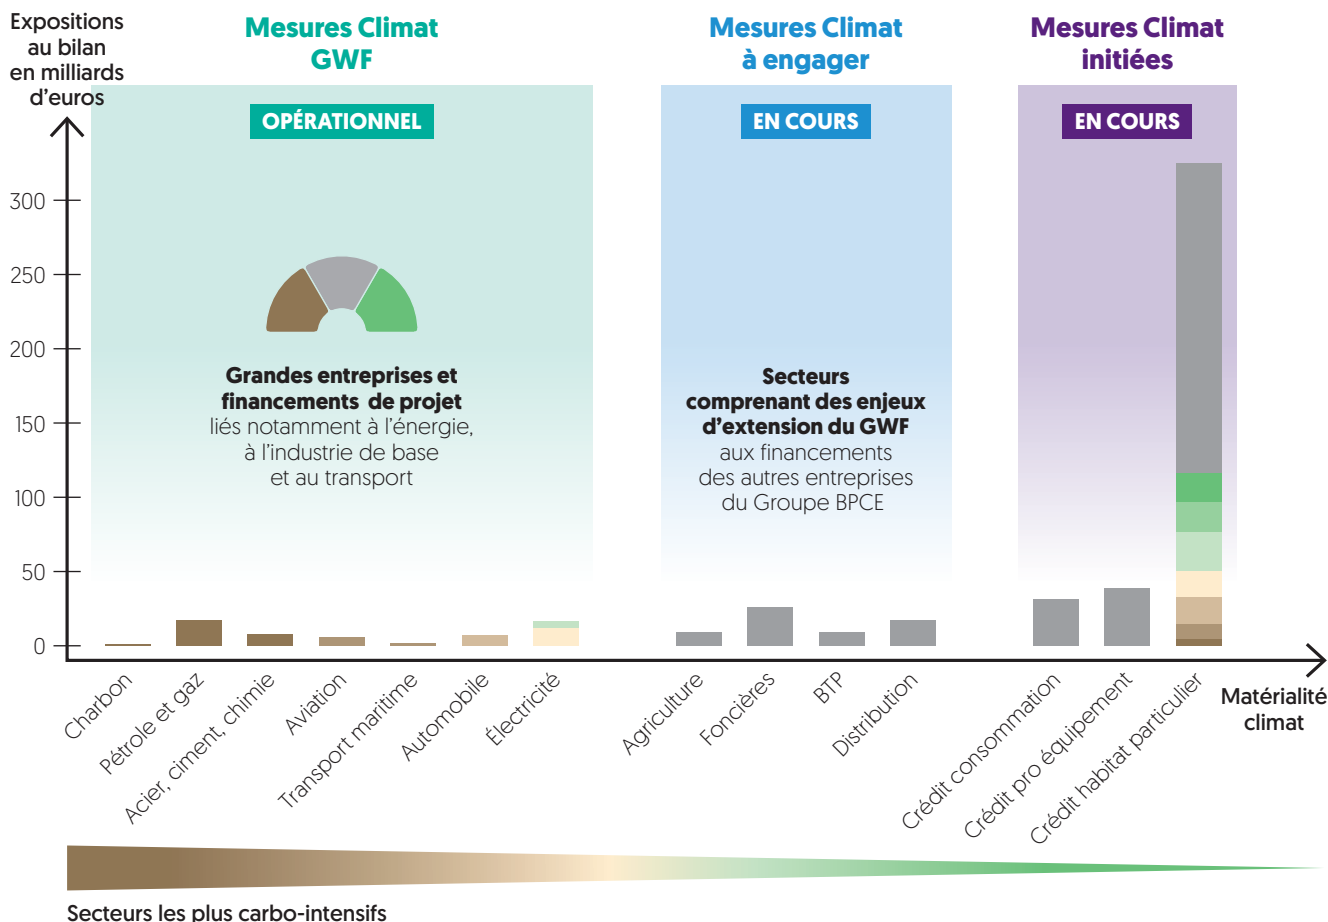 Expositions
au bilan
en milliards
d’euros
Mesures Climat
GWF
OPÉRATIONNEL
Grandes entreprises et
financements de projet
liés notamment à l’énergie,
à l’industrie de base
et au transport
Mesures Climat
à engager
EN COURS
Secteurs
comprenant des enjeux
d’extension du GWF
aux financements
des autres entreprises
du Groupe BPCE
Mesures Climat
initiées
EN COURS
300
250
200
150
100
50
0
Charbon
Pétrole et gaz
Acier, ciment, chimie
Aviation
Transport maritime
Automobile
Électricité
Agriculture
Foncières
BTP
Distribution
Crédit consommation
Crédit pro équipement
Crédit habitat particulier
Matérialité
climat
Secteurs les plus carbo-intensifs